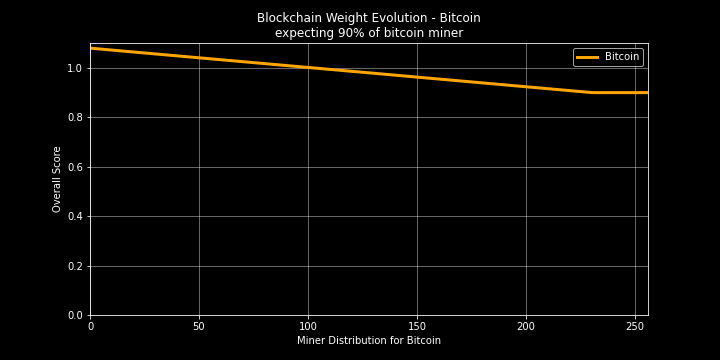 Blockchain Weight Evolution - Bitcoin
expecting 90% of bitcoin miner
Bitcoin
1.0
0.8
0.6
0.4
0.2
0.0
Overall Score
0 50 100 150 200 250
Miner Distribution for Bitcoin